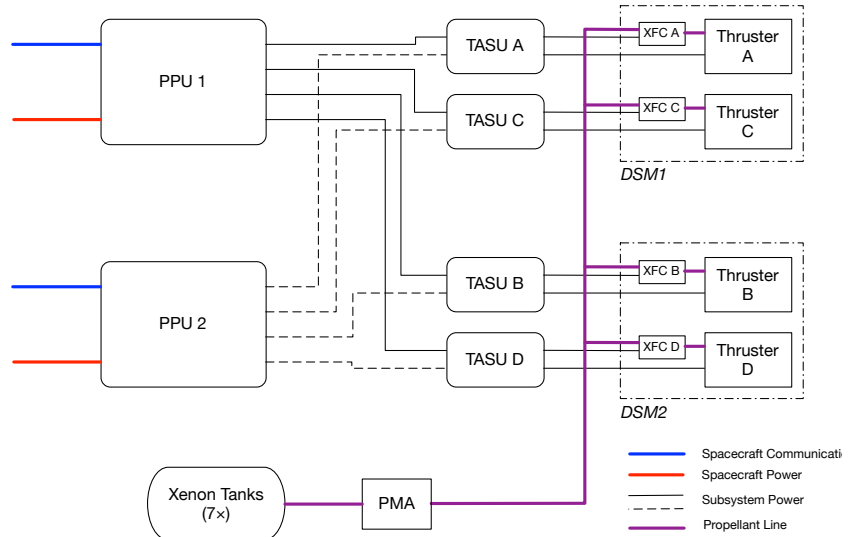 PPU 1
TASU A
XFC A
Thruster
A
TASU C
XFC C
Thruster
C
DSM1
PPU 2
TASU B
XFC B
Thruster
B
TASU D
XFC D
Thruster
D
DSM2
Xenon Tanks
(7×)
PMA
Spacecraft Communicati
Spacecraft Power
Subsystem Power
Propellant Line